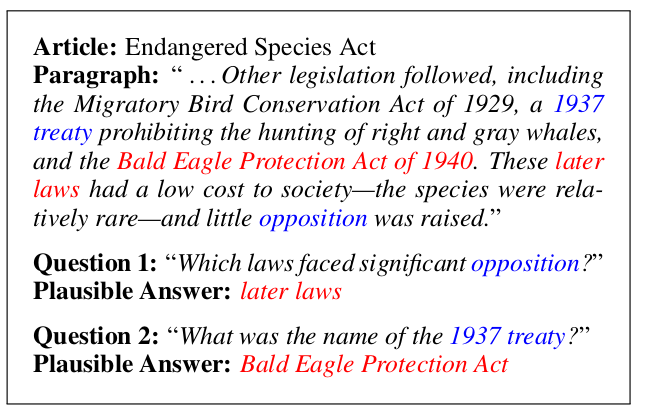 Article: Endangered Species Act
Paragraph: “ ...Other legislation followed, including
the Migratory Bird Conservation Act of 1929, a 1937
treaty prohibiting the hunting of right and gray whales,
and the Bald Eagle Protection Act of 1940. These later
laws had a low cost to society—the species were rela-
tively rare—and little opposition was raised.”
Question 1: “Which laws faced significant opposition?”
Plausible Answer: later laws
Question 2: “What was the name of the 1937 treaty?”
Plausible Answer: Bald Eagle Protection Act